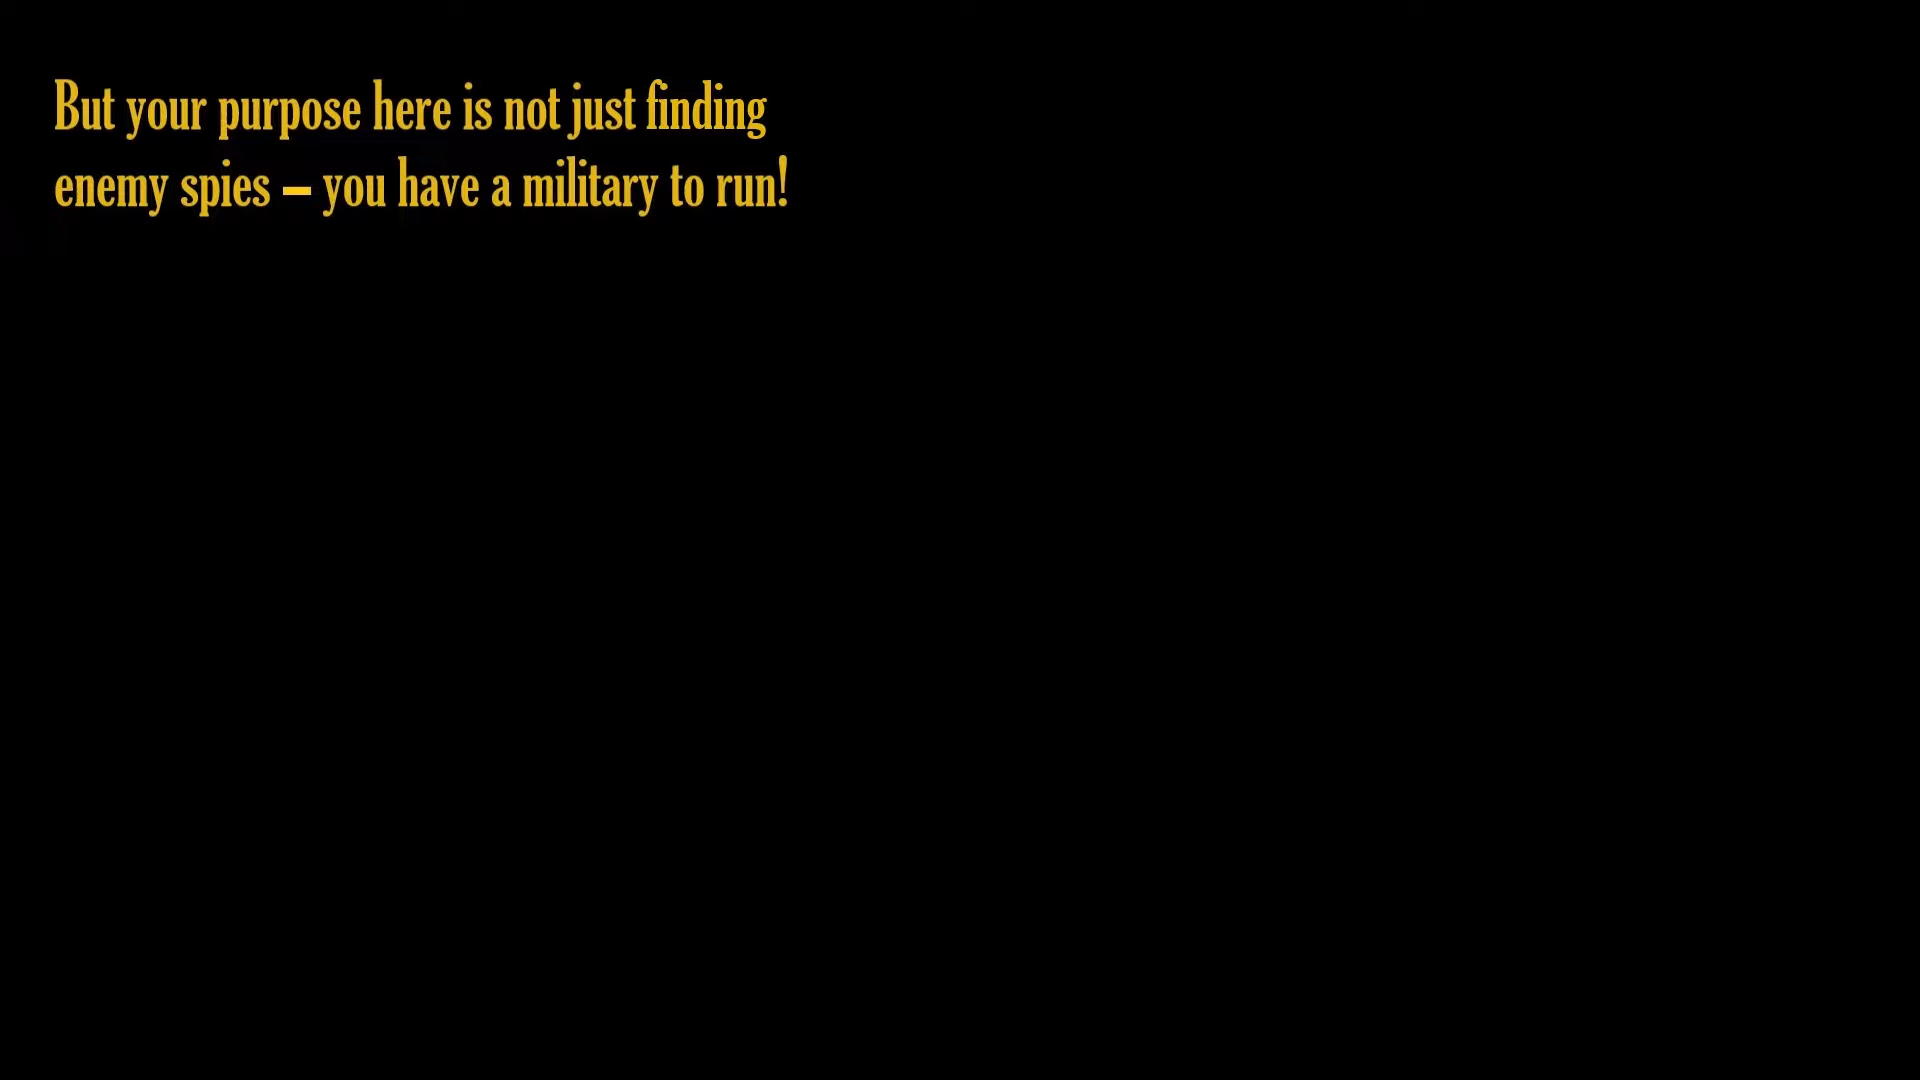 But your purpose here is not just finding
enemy spies – you have a military to run!